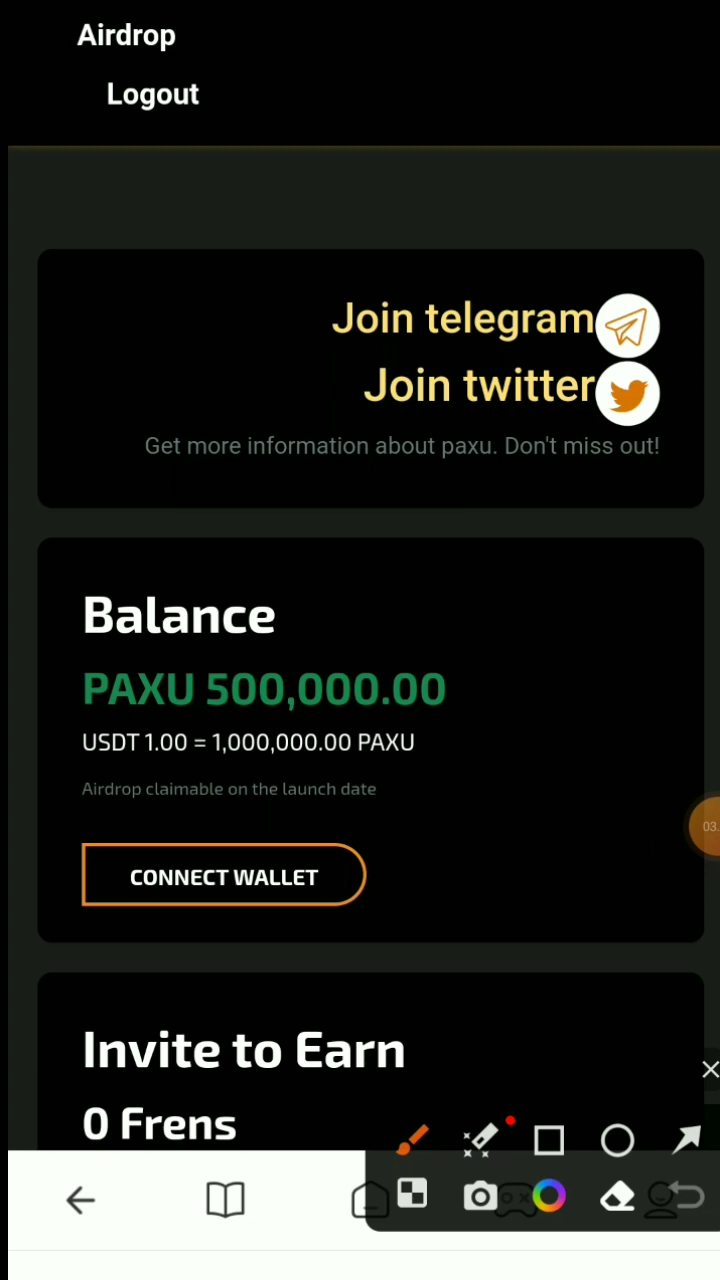 Airdrop
Logout
Join telegram
Join twitter
Get more information about paxu. Don't miss out!
Balance
PAXU 500,000.00
USDT 1.00 = 1,000,000.00 PAXU
Airdrop claimable on the launch date
03.
CONNECT WALLET
Invite to Earn
0 Frens